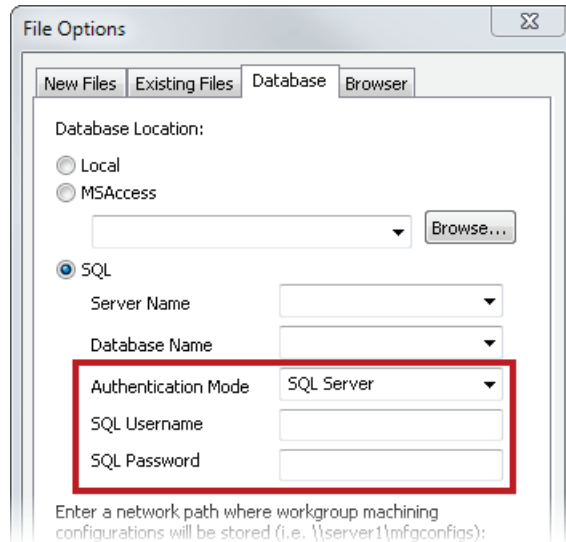 File Options
New Files Existing Files Database Browser
Database Location:
Local
MSAccess
Browse...
SQL
Server Name
Database Name
Authentication Mode SQL Server
SQL Username
SQL Password
Enter a network path where workgroup machining
configurations will be stored (i.e. \\server1\mfgconfigs):